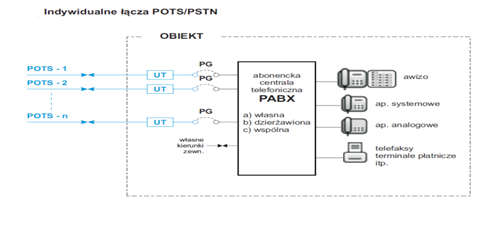 Indywidualne łącza POTS/PSTN
OBIEKT
POTS - 1
UT
PG
POTS - 2
UT
PG
POTS - n
UT
PG
własne
kierunki
zewn.
abonencka
centrala
telefoniczna
PABX
a) własna
b) dzierżawiona
c) wspólna
awizo
ap. systemowe
ap. analogowe
telefaksy
terminale płatnicze
itp.